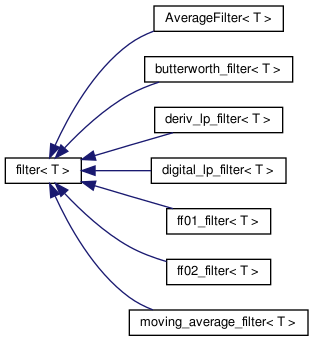 AverageFilter< T >
butterworth_filter< T >
deriv_lp_filter< T >
filter< T >
digital_lp_filter< T >
ff01_filter< T >
ff02_filter< T >
moving_average_filter< T >